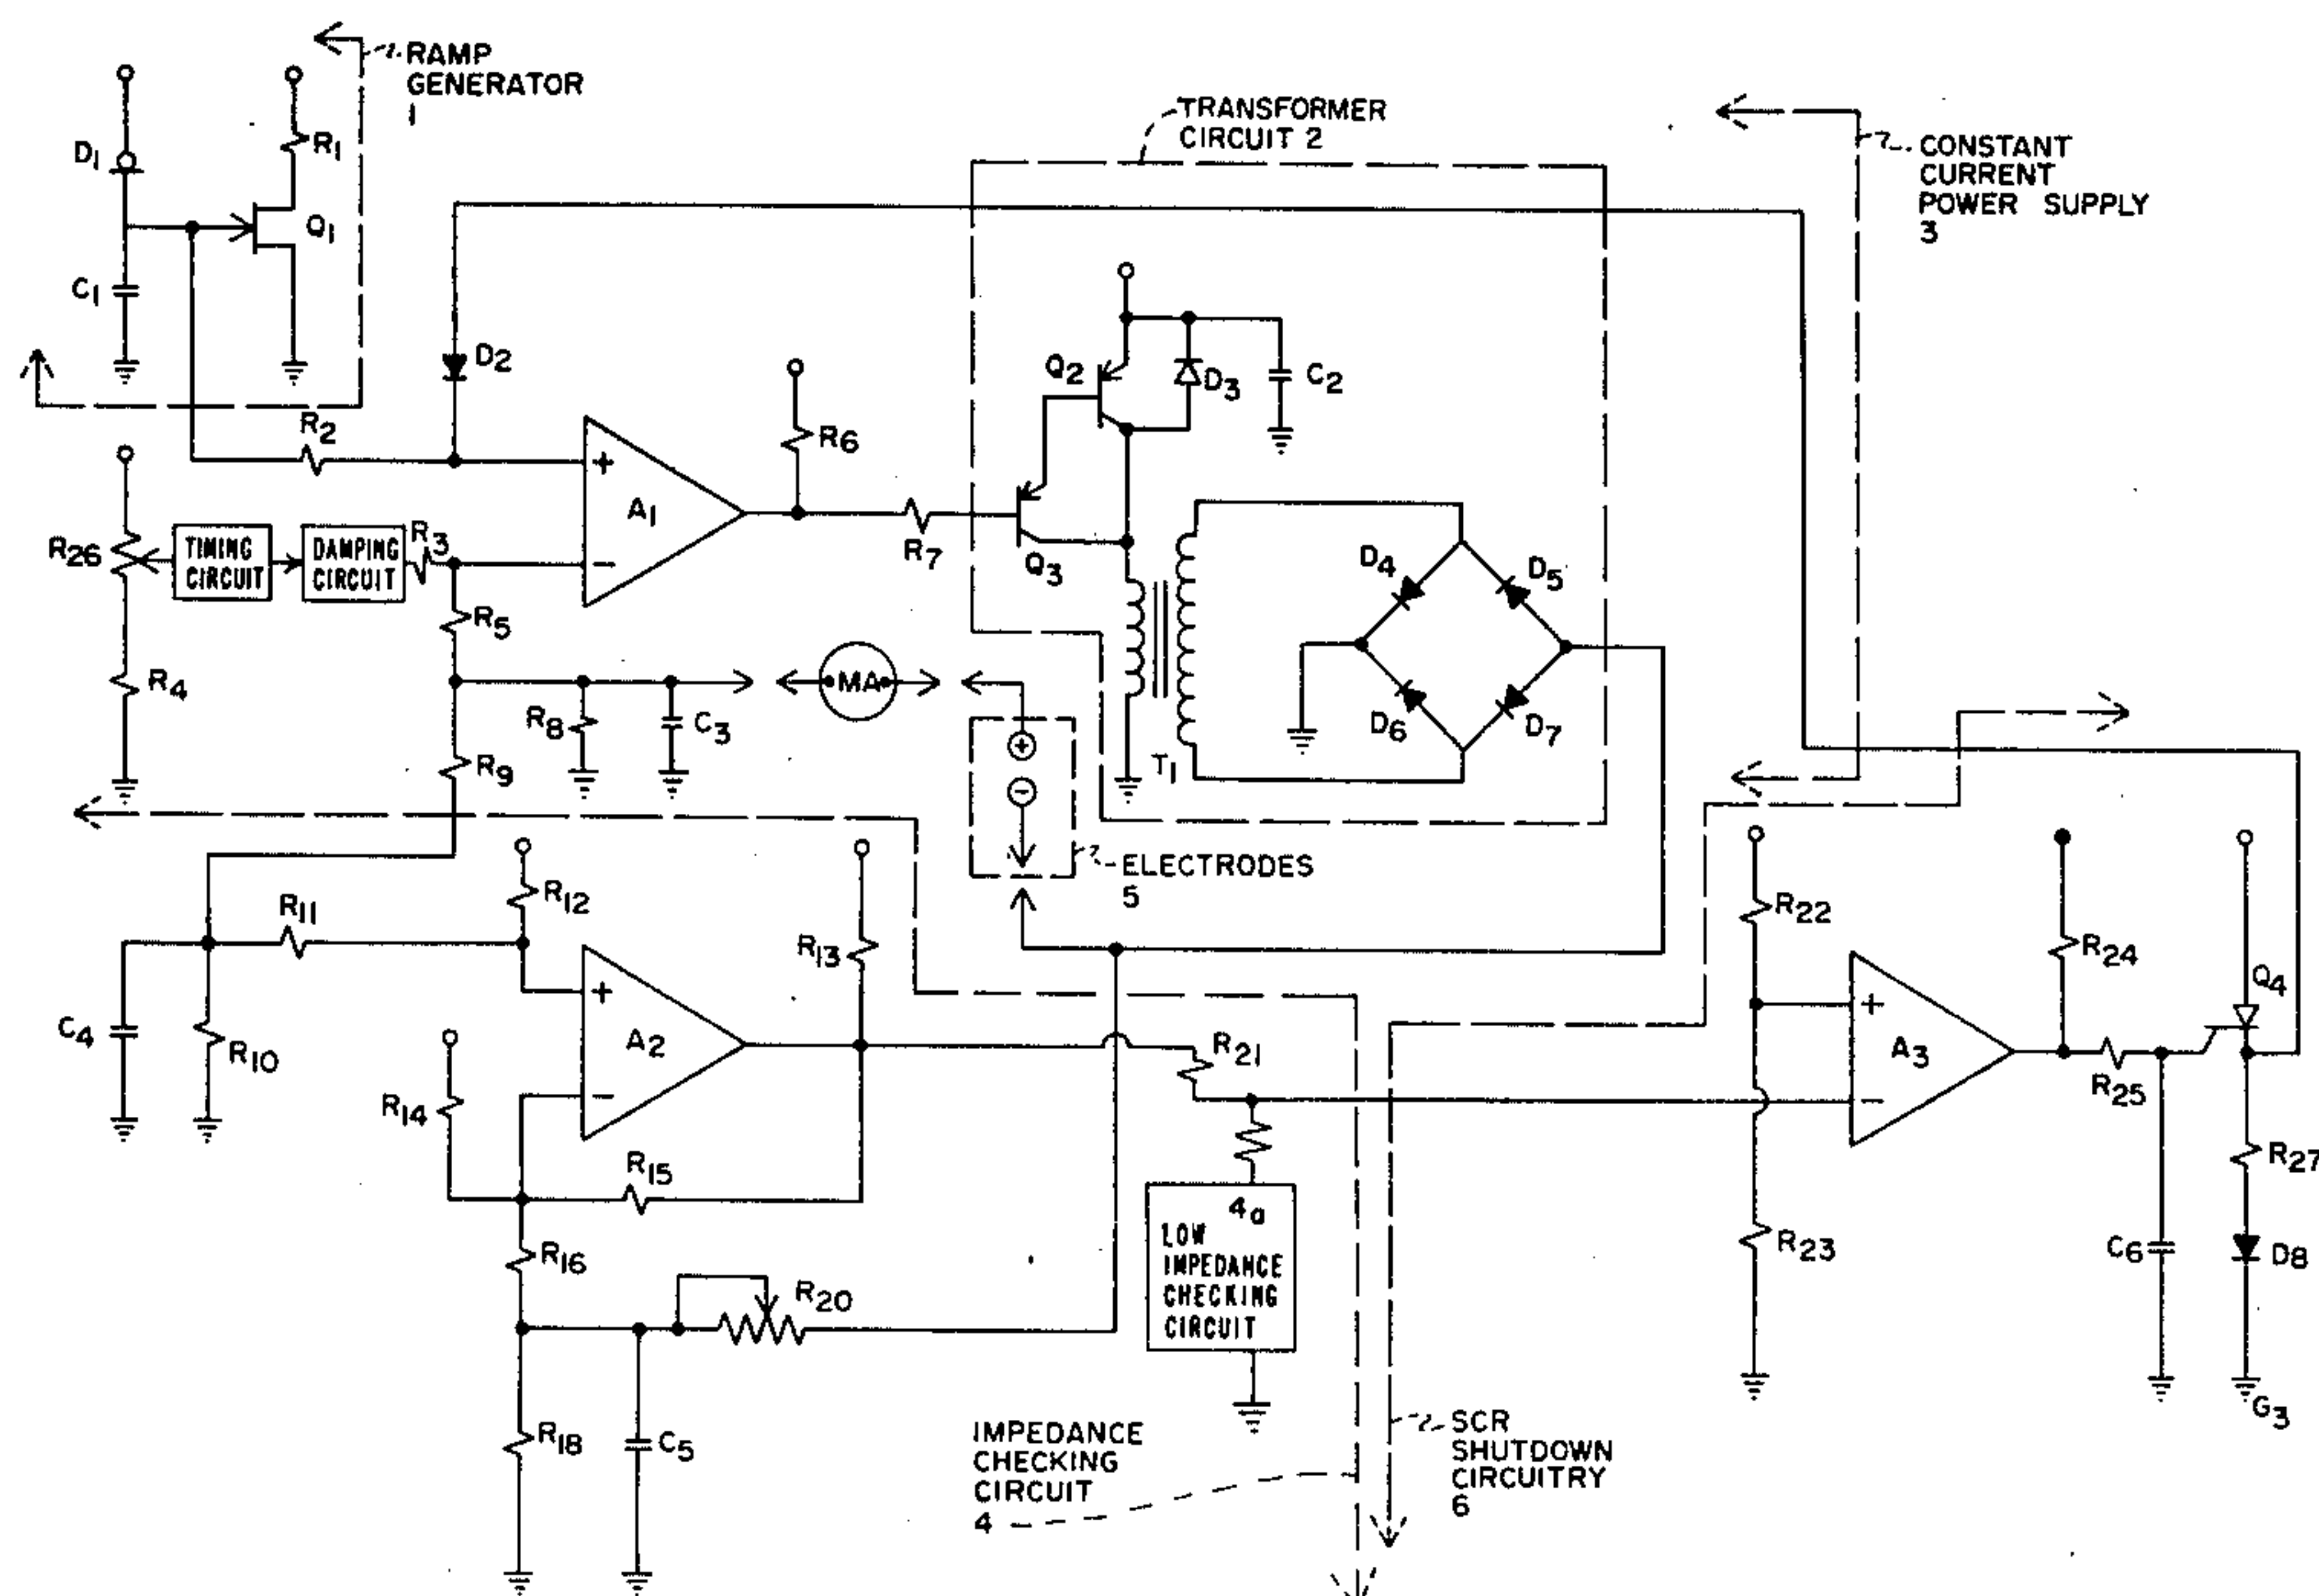 RAMP
GENERATOR
1
TRANSFORMER
CIRCUIT 2
CONSTANT
CURRENT
POWER SUPPLY
3
D1
R1
Q1
C1
D2
R2
+
A1
−
R6
R7
Q2
D3
C2
Q3
R26
TIMING
CIRCUIT
DAMPING
CIRCUIT
R3
R5
R4
R8
C3
MA
R9
T1
D4
D5
D6
D7
+
−
ELECTRODES
5
R11
R12
R13
C4
R10
+
A2
−
R14
R15
R16
R20
R18
C5
R21
4a
LOW
IMPEDANCE
CHECKING
CIRCUIT
R22
R23
+
A3
−
R24
R25
Q4
R27
C6
D8
G3
IMPEDANCE
CHECKING
CIRCUIT
4
SCR
SHUTDOWN
CIRCUITRY
6